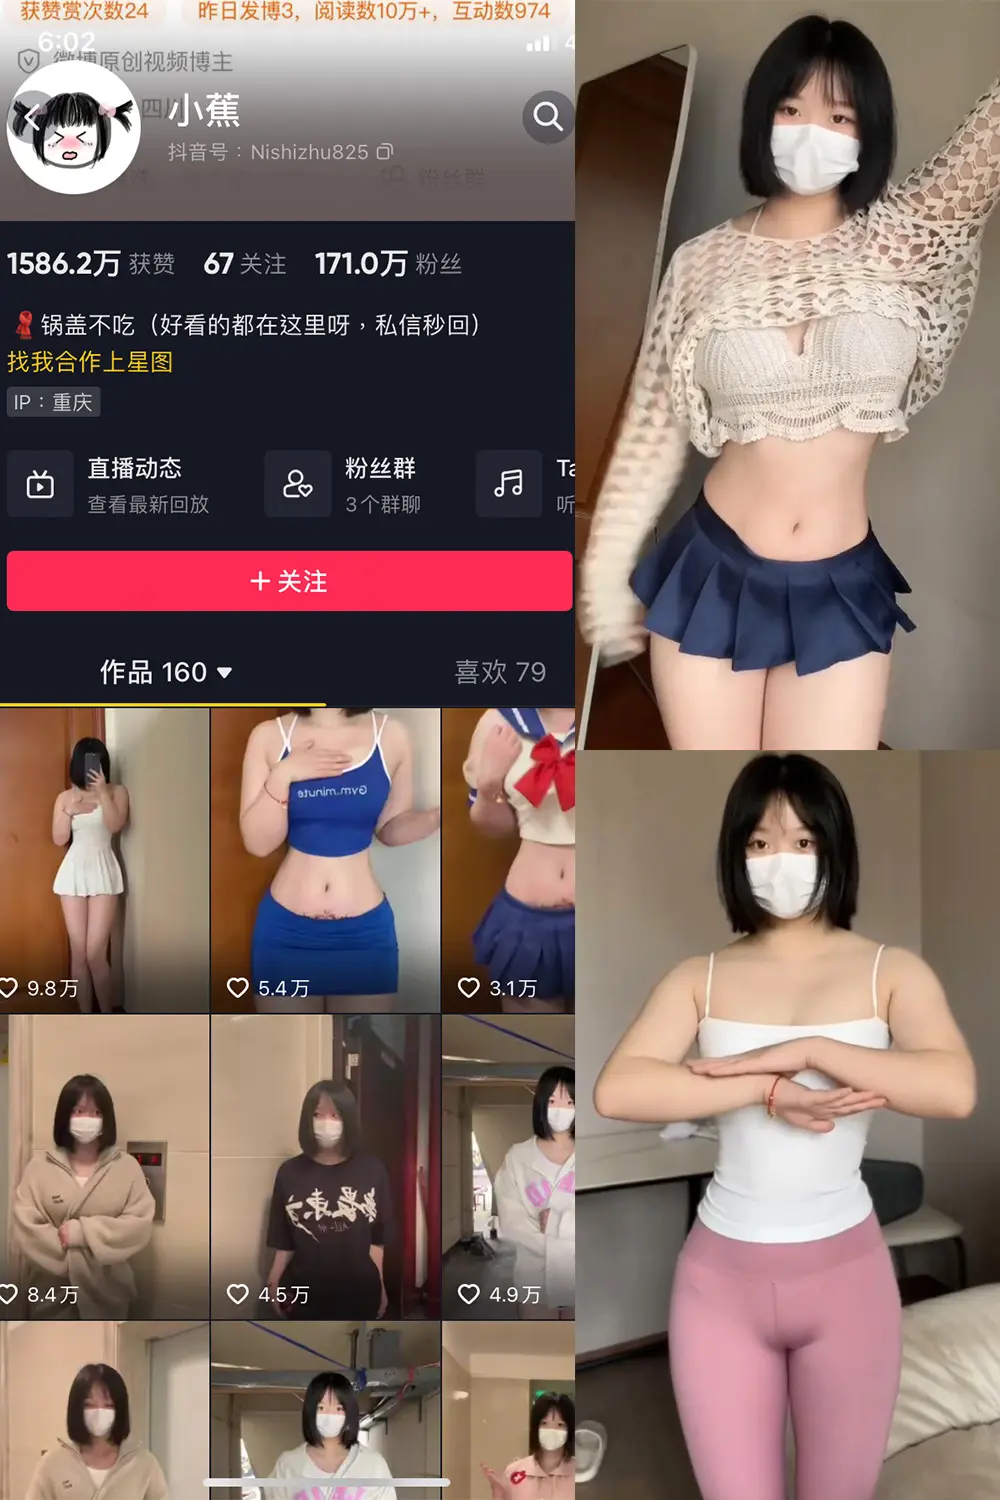 获赞赏次数24
昨日发博3，阅读数10万+，互动数974
6:02
4
微博原创视频博主
四川
小蕉
抖音号：Nishizhu825
粉丝群
1586.2万 获赞
67 关注
171.0万 粉丝
锅盖不吃（好看的都在这里呀，私信秒回）
找我合作上星图
IP：重庆
直播动态
查看最新回放
粉丝群
3个群聊
Ta
听
+ 关注
作品 160
喜欢 79
Gym.minute
9.8万
5.4万
3.1万
8.4万
4.5万
4.9万